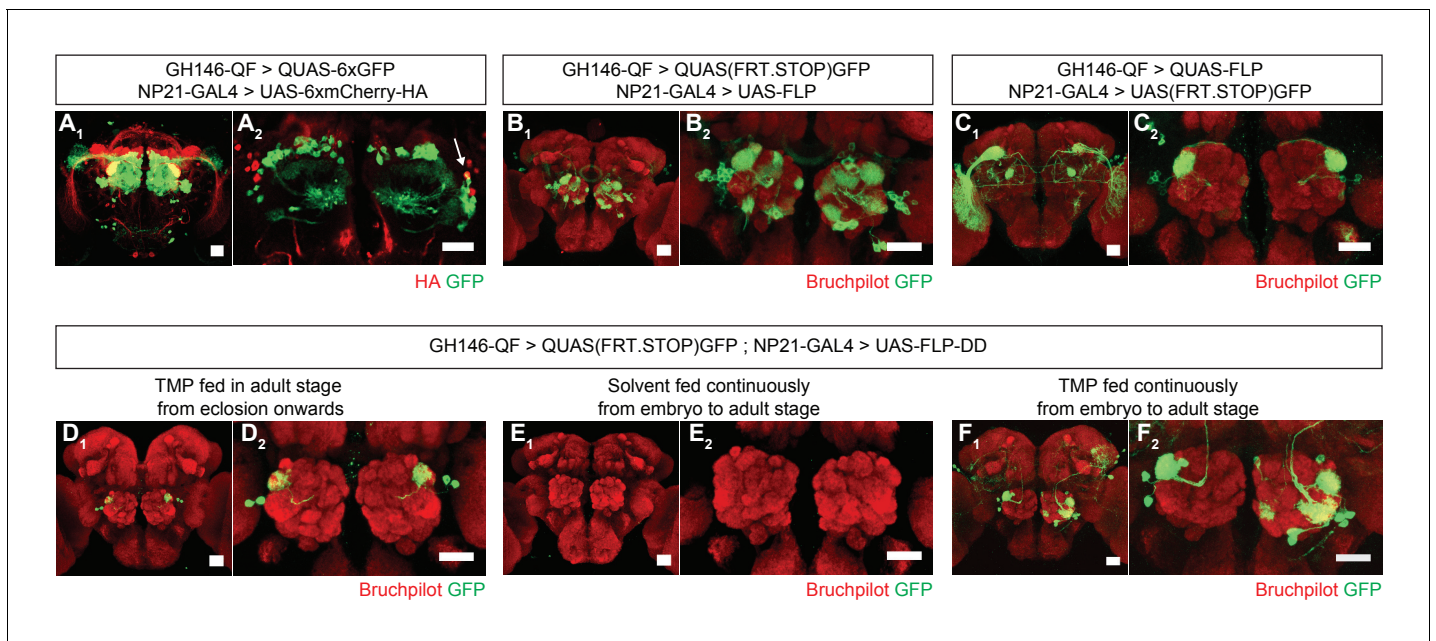 GH146-QF > QUAS-6xGFP
NP21-GAL4 > UAS-6xmCherry-HA
GH146-QF > QUAS(FRT.STOP)GFP
NP21-GAL4 > UAS-FLP
GH146-QF > QUAS-FLP
NP21-GAL4 > UAS(FRT.STOP)GFP
A1
A2
B1
B2
C1
C2
HA GFP
Bruchpilot GFP
Bruchpilot GFP
GH146-QF > QUAS(FRT.STOP)GFP ; NP21-GAL4 > UAS-FLP-DD
TMP fed in adult stage
from eclosion onwards
Solvent fed continuously
from embryo to adult stage
TMP fed continuously
from embryo to adult stage
D1
D2
E1
E2
F1
F2
Bruchpilot GFP
Bruchpilot GFP
Bruchpilot GFP